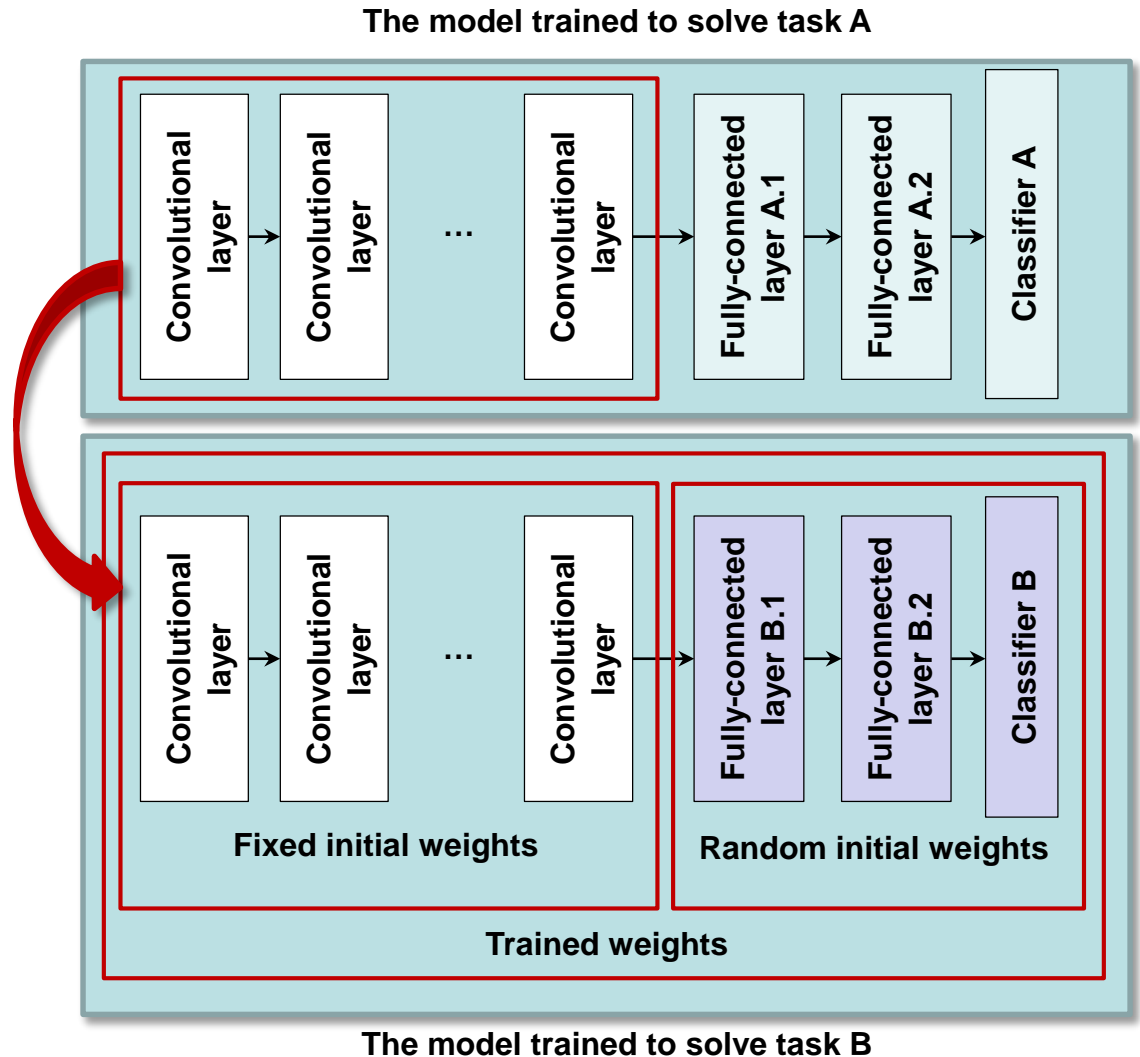 The model trained to solve task A
Convolutional
layer
Convolutional
layer
...
Convolutional
layer
Fully-connected
layer A.1
Fully-connected
layer A.2
Classifier A
Convolutional
layer
Convolutional
layer
...
Convolutional
layer
Fully-connected
layer B.1
Fully-connected
layer B.2
Classifier B
Fixed initial weights
Random initial weights
Trained weights
The model trained to solve task B